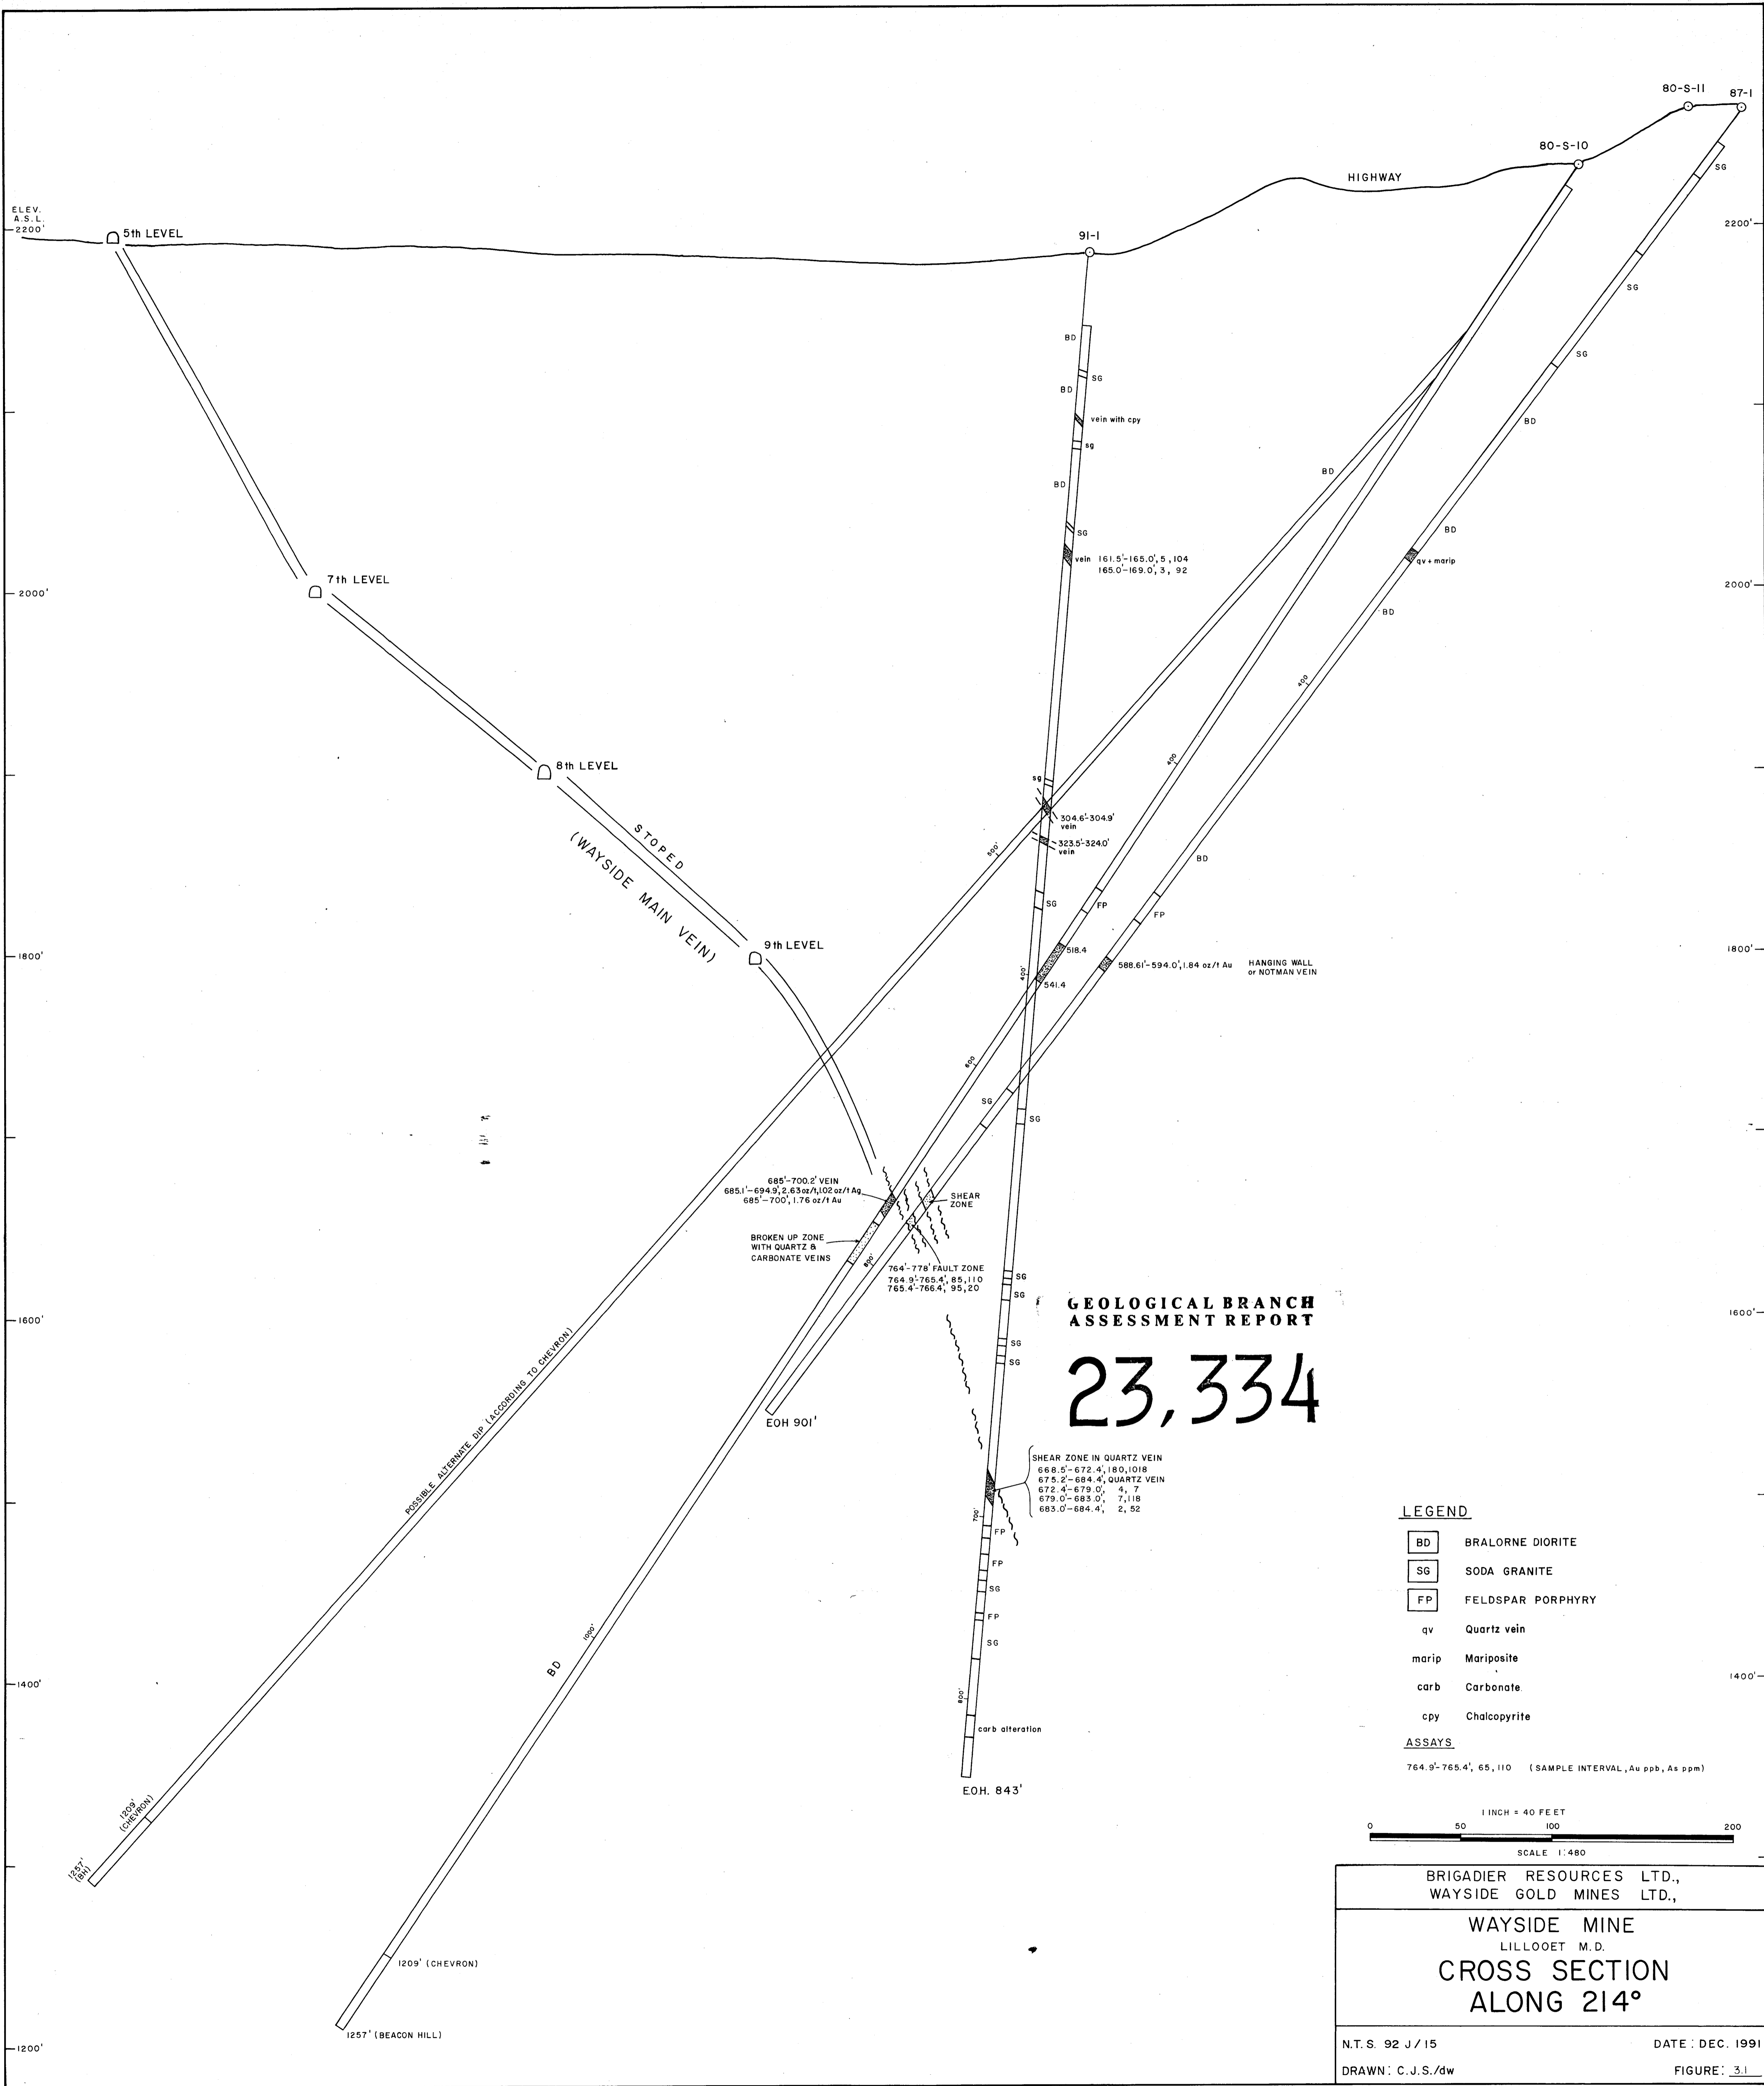 80-S-11
87-1
80-S-10
HIGHWAY
SG
ELEV.
A.S.L.
2200'
5th LEVEL
91-1
2200'
SG
BD
SG
SG
BD
BD
vein with cpy
sg
BD
BD
BD
SG
vein 161.5'-165.0', 5, 104
165.0'-169.0', 3, 92
qv + marip
7th LEVEL
2000'
2000'
BD
400
400
8th LEVEL
sg
304.6'-304.9'
vein
323.5'-324.0'
vein
500'
STOPED
(WAYSIDE MAIN VEIN)
BD
SG
FP
FP
9th LEVEL
1800'
1800'
518.4
541.4
400'
588.61'-594.0', 1.84 oz/t Au
HANGING WALL
or NOTMAN VEIN
600
SG
SG
685'-700.2' VEIN
685.1'-694.9', 2.63 oz/t, 1.02 oz/t Ag
685'-700', 1.76 oz/t Au
SHEAR
ZONE
BROKEN UP ZONE
WITH QUARTZ &
CARBONATE VEINS
800'
764'-778' FAULT ZONE
764.9'-765.4', 85, 110
765.4'-766.4', 95, 20
SG
SG
GEOLOGICAL BRANCH
ASSESSMENT REPORT
23,334
1600'
1600'
SG
SG
POSSIBLE ALTERNATE DIP (ACCORDING TO CHEVRON)
EOH 901'
SHEAR ZONE IN QUARTZ VEIN
668.5'-672.4', 180, 1018
675.2'-684.4', QUARTZ VEIN
672.4'-679.0', 4, 7
679.0'-683.0', 7, 118
683.0'-684.4', 2, 52
700'
FP
FP
SG
FP
SG
1000'
BD
1400'
1400'
800'
carb alteration
E.O.H. 843'
1209'
(CHEVRON)
1257'
(BH)
1209' (CHEVRON)
1257' (BEACON HILL)
1200'
LEGEND
BD BRALORNE DIORITE
SG SODA GRANITE
FP FELDSPAR PORPHYRY
qv Quartz vein
marip Mariposite
carb Carbonate
cpy Chalcopyrite
ASSAYS
764.9'-765.4', 65, 110 (SAMPLE INTERVAL, Au ppb, As ppm)
1 INCH = 40 FEET
0 50 100 200
SCALE 1:480
BRIGADIER RESOURCES LTD.,
WAYSIDE GOLD MINES LTD.,
WAYSIDE MINE
LILLOOET M.D.
CROSS SECTION
ALONG 214°
N.T.S. 92 J/15
DATE: DEC. 1991
DRAWN: C.J.S./dw
FIGURE: 3.1